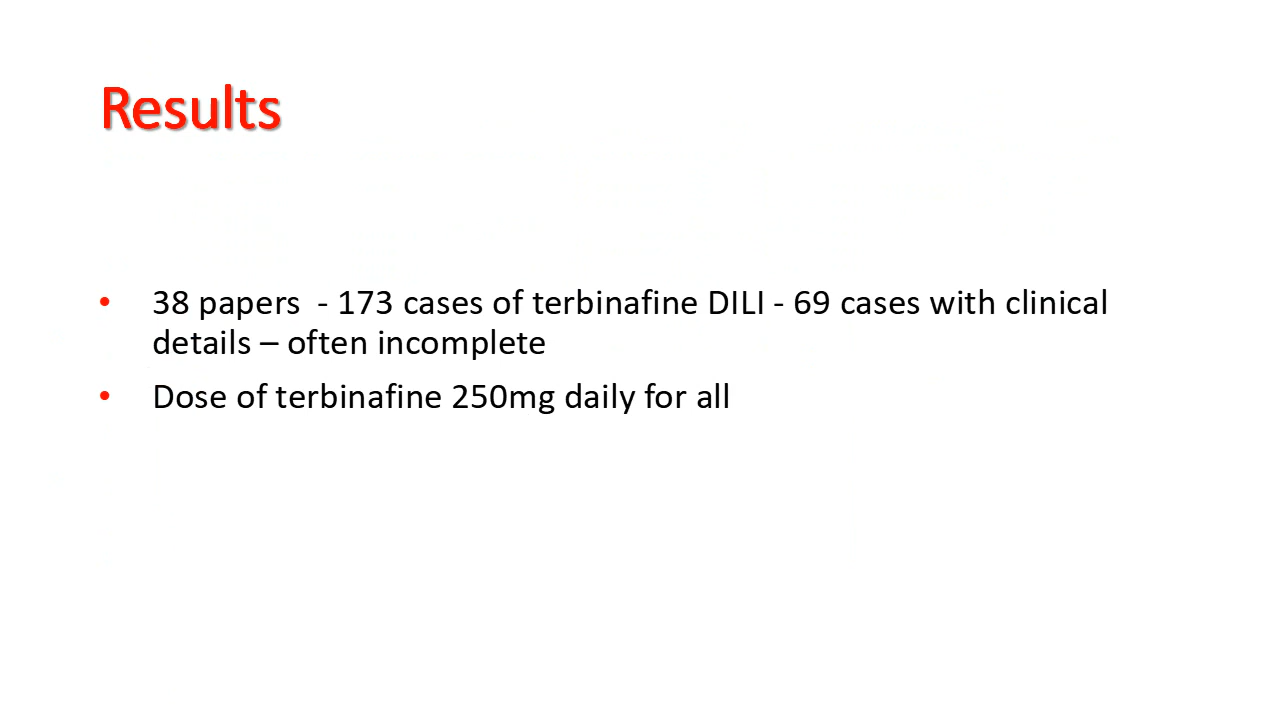 Results
• 38 papers  - 173 cases of terbinafine DILI - 69 cases with clinical
details – often incomplete
• Dose of terbinafine 250mg daily for all